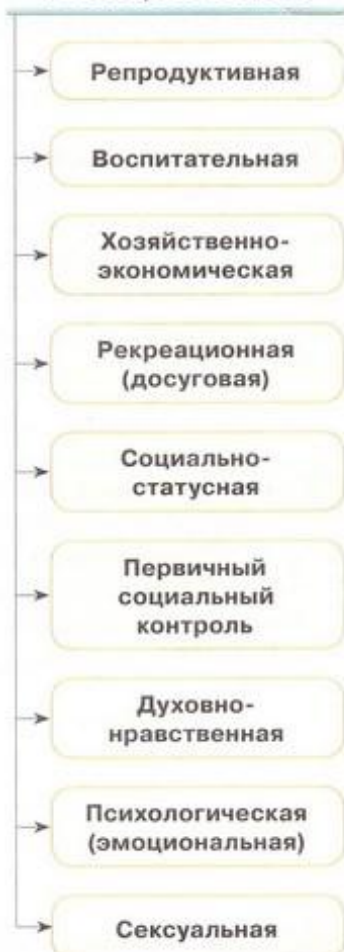 Репродуктивная
Воспитательная
Хозяйственно-
экономическая
Рекреационная
(досуговая)
Социально-
статусная
Первичный
социальный
контроль
Духовно-
нравственная
Психологическая
(эмоциональная)
Сексуальная